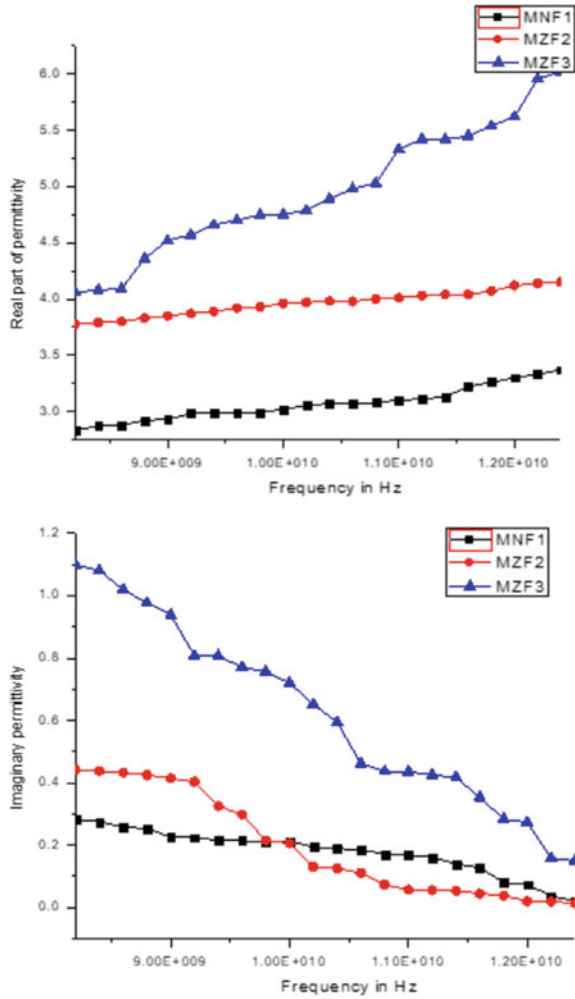 MNF1
MZF2
MZF3
6.0
5.5
5.0
4.5
4.0
3.5
3.0
Real part of permittivity
9.00E+009 1.00E+010 1.10E+010 1.20E+010
Frequency in Hz
MNF1
MZF2
MZF3
1.2
1.0
0.8
0.6
0.4
0.2
0.0
Imaginary permittivity
9.00E+009 1.00E+010 1.10E+010 1.20E+010
Frequency in Hz